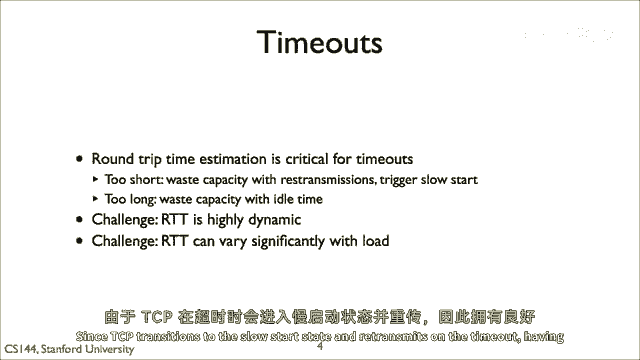 Timeouts
Round trip time estimation is critical for timeouts
Too short: waste capacity with restransmissions, trigger slow start
Too long: waste capacity with idle time
Challenge: RTT is highly dynamic
Challenge: RTT can vary significantly with load
由于 TCP 在超时时会进入慢启动状态并重传，因此拥有良好
Since TCP transitions to the slow start state and retransmits on the timeout, having
CS144, Stanford University
4